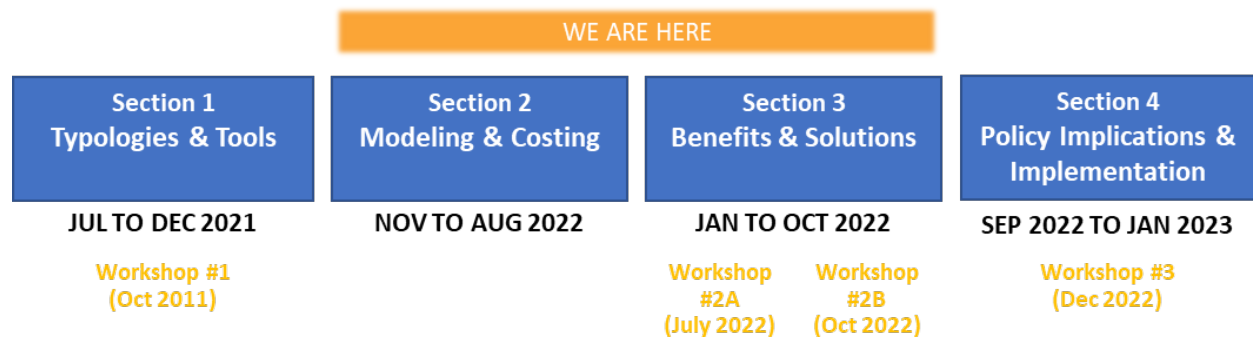 WE ARE HERE
Section 1
Typologies & Tools
Section 2
Modeling & Costing
Section 3
Benefits & Solutions
Section 4
Policy Implications &
Implementation
JUL TO DEC 2021
NOV TO AUG 2022
JAN TO OCT 2022
SEP 2022 TO JAN 2023
Workshop #1
(Oct 2011)
Workshop
#2A
(July 2022)
Workshop
#2B
(Oct 2022)
Workshop #3
(Dec 2022)